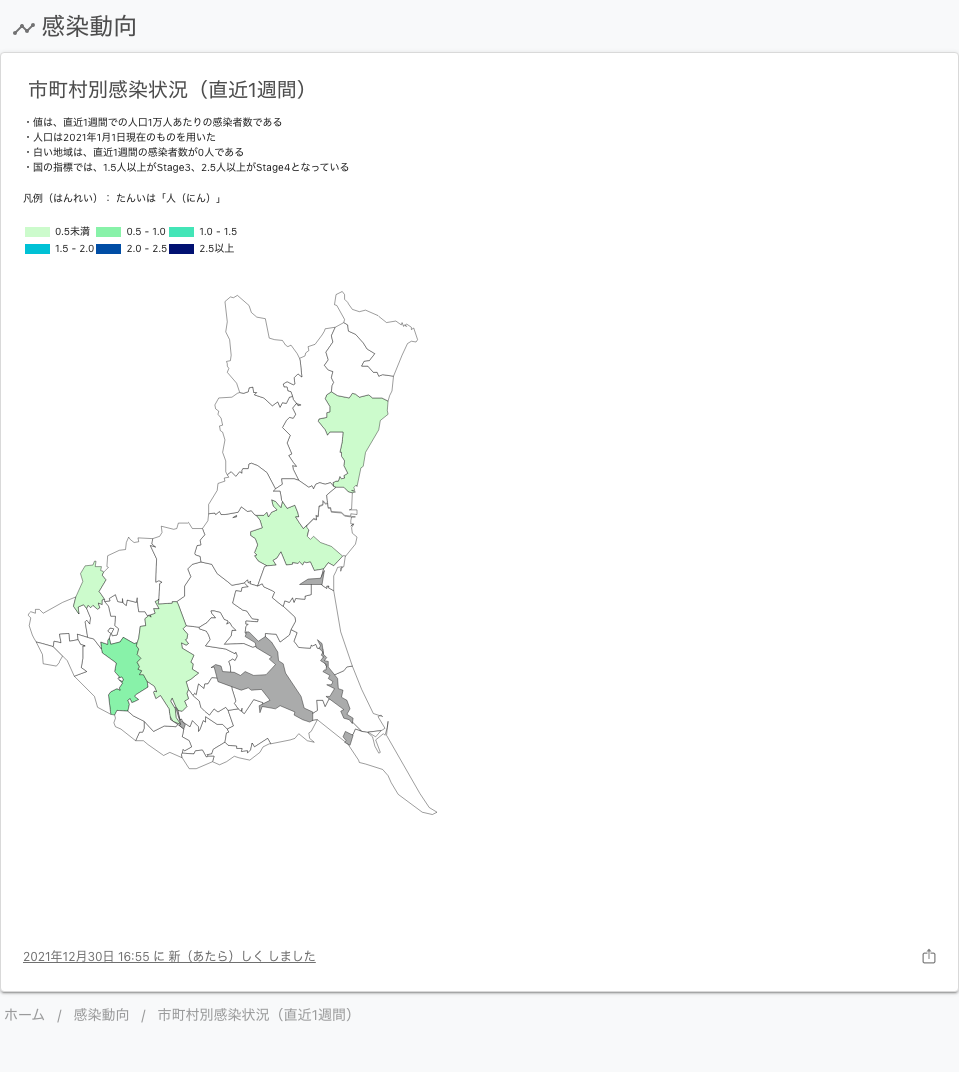 感染動向
市町村別感染状況（直近1週間）
・値は、直近1週間での人口1万人あたりの感染者数である
・人口は2021年1月1日現在のものを用いた
・白い地域は、直近1週間の感染者数が0人である
・国の指標では、1.5人以上がStage3、2.5人以上がStage4となっている
凡例（はんれい）： たんいは「人（にん）」
0.5未満 0.5 - 1.0 1.0 - 1.5
1.5 - 2.0 2.0 - 2.5 2.5以上
2021年12月30日 16:55 に 新（あたら）しく しました
ホーム / 感染動向 / 市町村別感染状況（直近1週間）